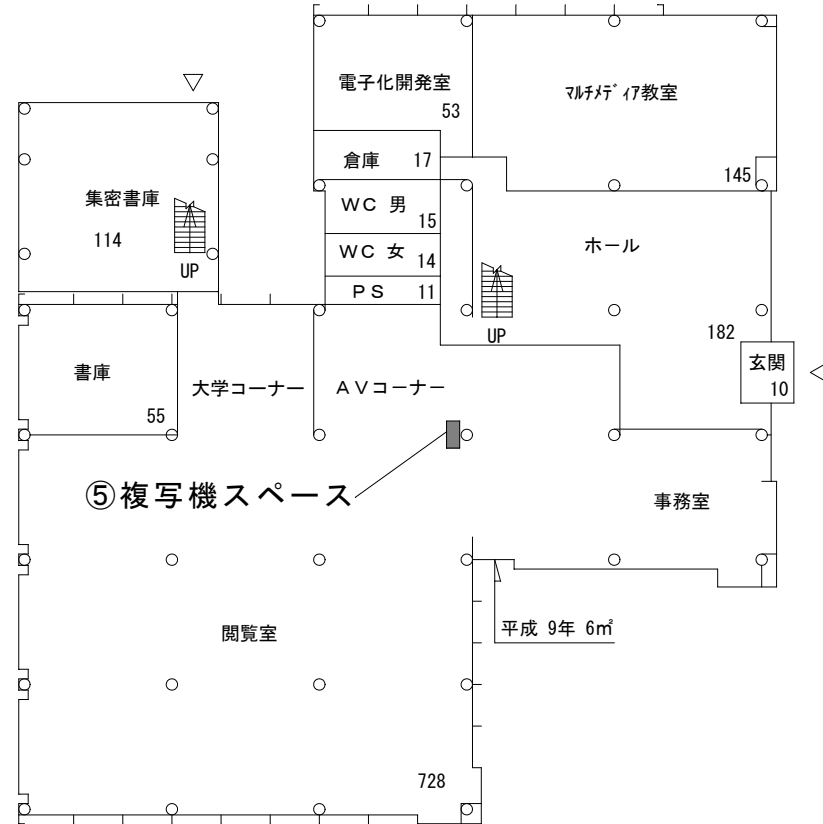 電子化開発室
53
マルチメディア教室
145
倉庫 17
WC 男
15
WC 女 14
PS 11
集密書庫
114
UP
ホール
UP
182
玄関
10
書庫
55
大学コーナー
AVコーナー
⑤複写機スペース
事務室
平成 9年 6㎡
閲覧室
728